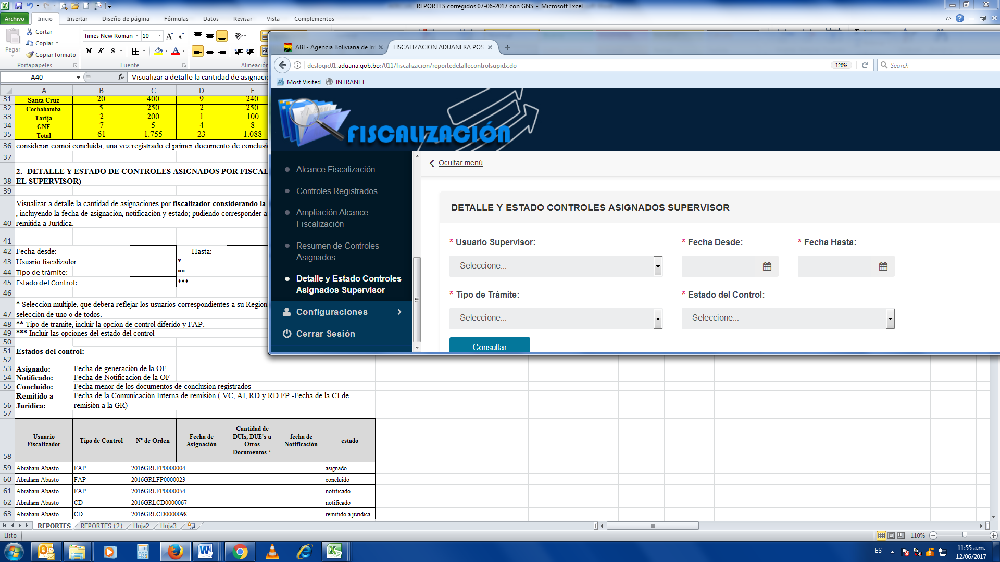 REPORTES corregidos 07-06-2017 con GNS - Microsoft Excel
Archivo Inicio Insertar Diseño de página Fórmulas Datos Revisar Vista Complementos
Pegar
Cortar
Copiar
Copiar formato
Portapapeles
Times New Roman 10
N K S
Fuente
Alineació
A40 fx Visualizar a detalle la cantidad de asignacio
A B C D E
31 Santa Cruz 20 400 9 240
32 Cochabamba 5 250 2 250
33 Tarija 2 200 1 100
34 GNF 7 5 4 8
35 Total 61 1.755 23 1.088
36 considerar comoi concluida, una vez registrado el primer documento de conclusi
37
38 2.- DETALLE Y ESTADO DE CONTROLES ASIGNADOS POR FISCAL
EL SUPERVISOR)
39
40 Visualizar a detalle la cantidad de asignaciones por fiscalizador considerando la
, incluyendo la fecha de asignación, notificación y estado; pudiendo corresponder a
remitida a Juridica.
41
42 Fecha desde: Hasta:
43 Usuario fiscalizador: *
44 Tipo de trámite: **
45 Estado del Control: ***
46
47 * Selección multiple, que deberá reflejar los usuarios correspondientes a su Region
selección de uno o de todos.
48 ** Tipo de tramite, incluir la opcion de control diferido y FAP.
49 *** Incluir las opciones del estado del control
50
51 Estados del control:
52
53 Asignado: Fecha de generación de la OF
54 Notificado: Fecha de Notificacion de la OF
55 Concluido: Fecha menor de los documentos de conclusion registrados
56 Remitido a Juridica: Fecha de la Comunicación Interna de remisión ( VC, AI, RD y RD FP -Fecha de la CI de
remisión a la GR)
57
58 Usuario Fiscalizador Tipo de Control N° de Orden Fecha de Asignación Cantidad de DUIs, DUE's u Otros Documentos * fecha de Notificación estado
59 Abraham Abasto FAP 2016GRLFP0000004 asignado
60 Abraham Abasto FAP 2016GRLFP0000023 concluido
61 Abraham Abasto FAP 2016GRLFP0000054 notificado
62 Abraham Abasto CD 2016GRLCD0000067 notificado
63 Abraham Abasto CD 2016GRLCD0000098 remitido a juridica
REPORTES REPORTES (2) Hoja2 Hoja3
Listo 110%
ABI - Agencia Boliviana de In FISCALIZACION ADUANERA POS
deslogic01.aduana.gob.bo:7011/fiscalizacion/reportedetallecontrolsupidx.do 120% Search
Most Visited INTRANET
FISCALIZACIÓN
Alcance Fiscalización
Controles Registrados
Ampliación Alcance
Fiscalización
Resumen de Controles
Asignados
Detalle y Estado Controles
Asignados Supervisor
Configuraciones
Cerrar Sesión
Ocultar menú
DETALLE Y ESTADO CONTROLES ASIGNADOS SUPERVISOR
* Usuario Supervisor: * Fecha Desde: * Fecha Hasta:
Seleccione...
* Tipo de Trámite: * Estado del Control:
Seleccione... Seleccione...
Consultar
ES 11:55 a.m.
12/06/2017